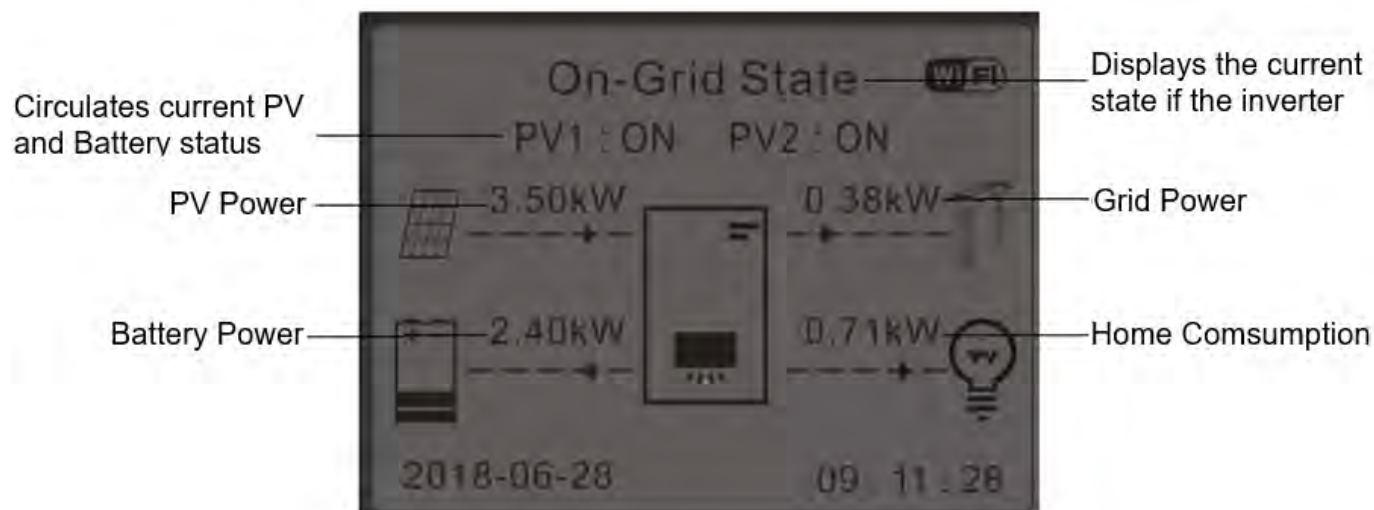 On-Grid State WiFi
Displays the current
state if the inverter
Circulates current PV
and Battery status
PV1 : ON PV2 : ON
PV Power
3.50kW
0.38kW
Grid Power
Battery Power
2.40kW
0.71kW
Home Comsumption
2018-06-28
09 : 11 : 28